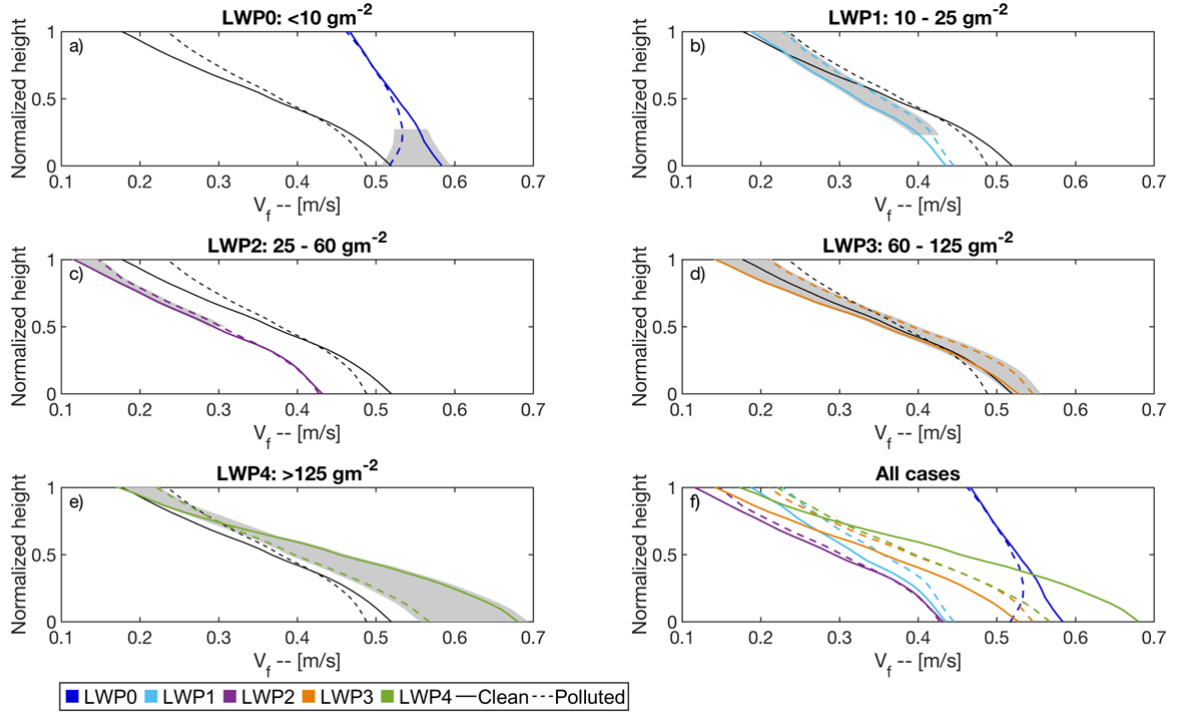 LWP0: <10 gm-2
LWP1: 10 - 25 gm-2
a)
b)
Normalized height
1
0.5
0
0.1 0.2 0.3 0.4 0.5 0.6 0.7
Vf -- [m/s]
Normalized height
1
0.5
0
0.1 0.2 0.3 0.4 0.5 0.6 0.7
Vf -- [m/s]
LWP2: 25 - 60 gm-2
LWP3: 60 - 125 gm-2
c)
d)
Normalized height
1
0.5
0
0.1 0.2 0.3 0.4 0.5 0.6 0.7
Vf -- [m/s]
Normalized height
1
0.5
0
0.1 0.2 0.3 0.4 0.5 0.6 0.7
Vf -- [m/s]
LWP4: >125 gm-2
All cases
e)
f)
Normalized height
1
0.5
0
0.1 0.2 0.3 0.4 0.5 0.6 0.7
Vf -- [m/s]
Normalized height
1
0.5
0
0.1 0.2 0.3 0.4 0.5 0.6 0.7
Vf -- [m/s]
LWP0 LWP1 LWP2 LWP3 LWP4 Clean Polluted